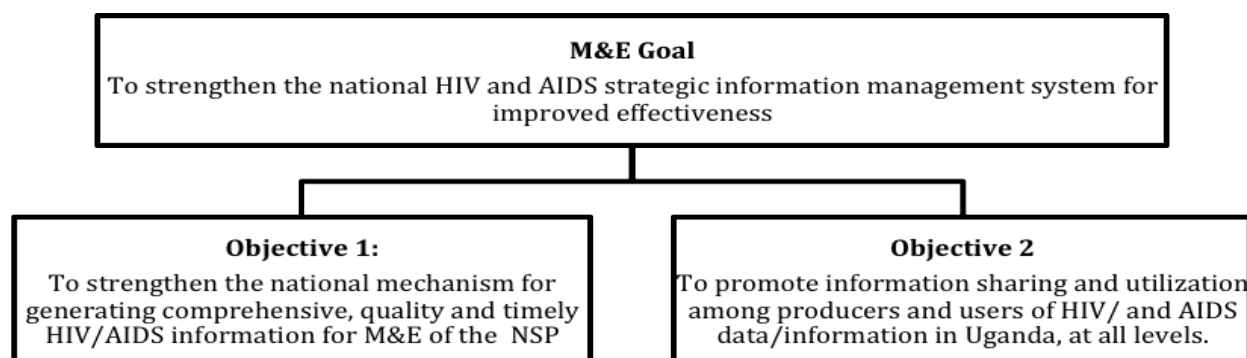 M&E Goal
To strengthen the national HIV and AIDS strategic information management system for
improved effectiveness
Objective 1:
To strengthen the national mechanism for
generating comprehensive, quality and timely
HIV/AIDS information for M&E of the NSP
Objective 2
To promote information sharing and utilization
among producers and users of HIV/ and AIDS
data/information in Uganda, at all levels.